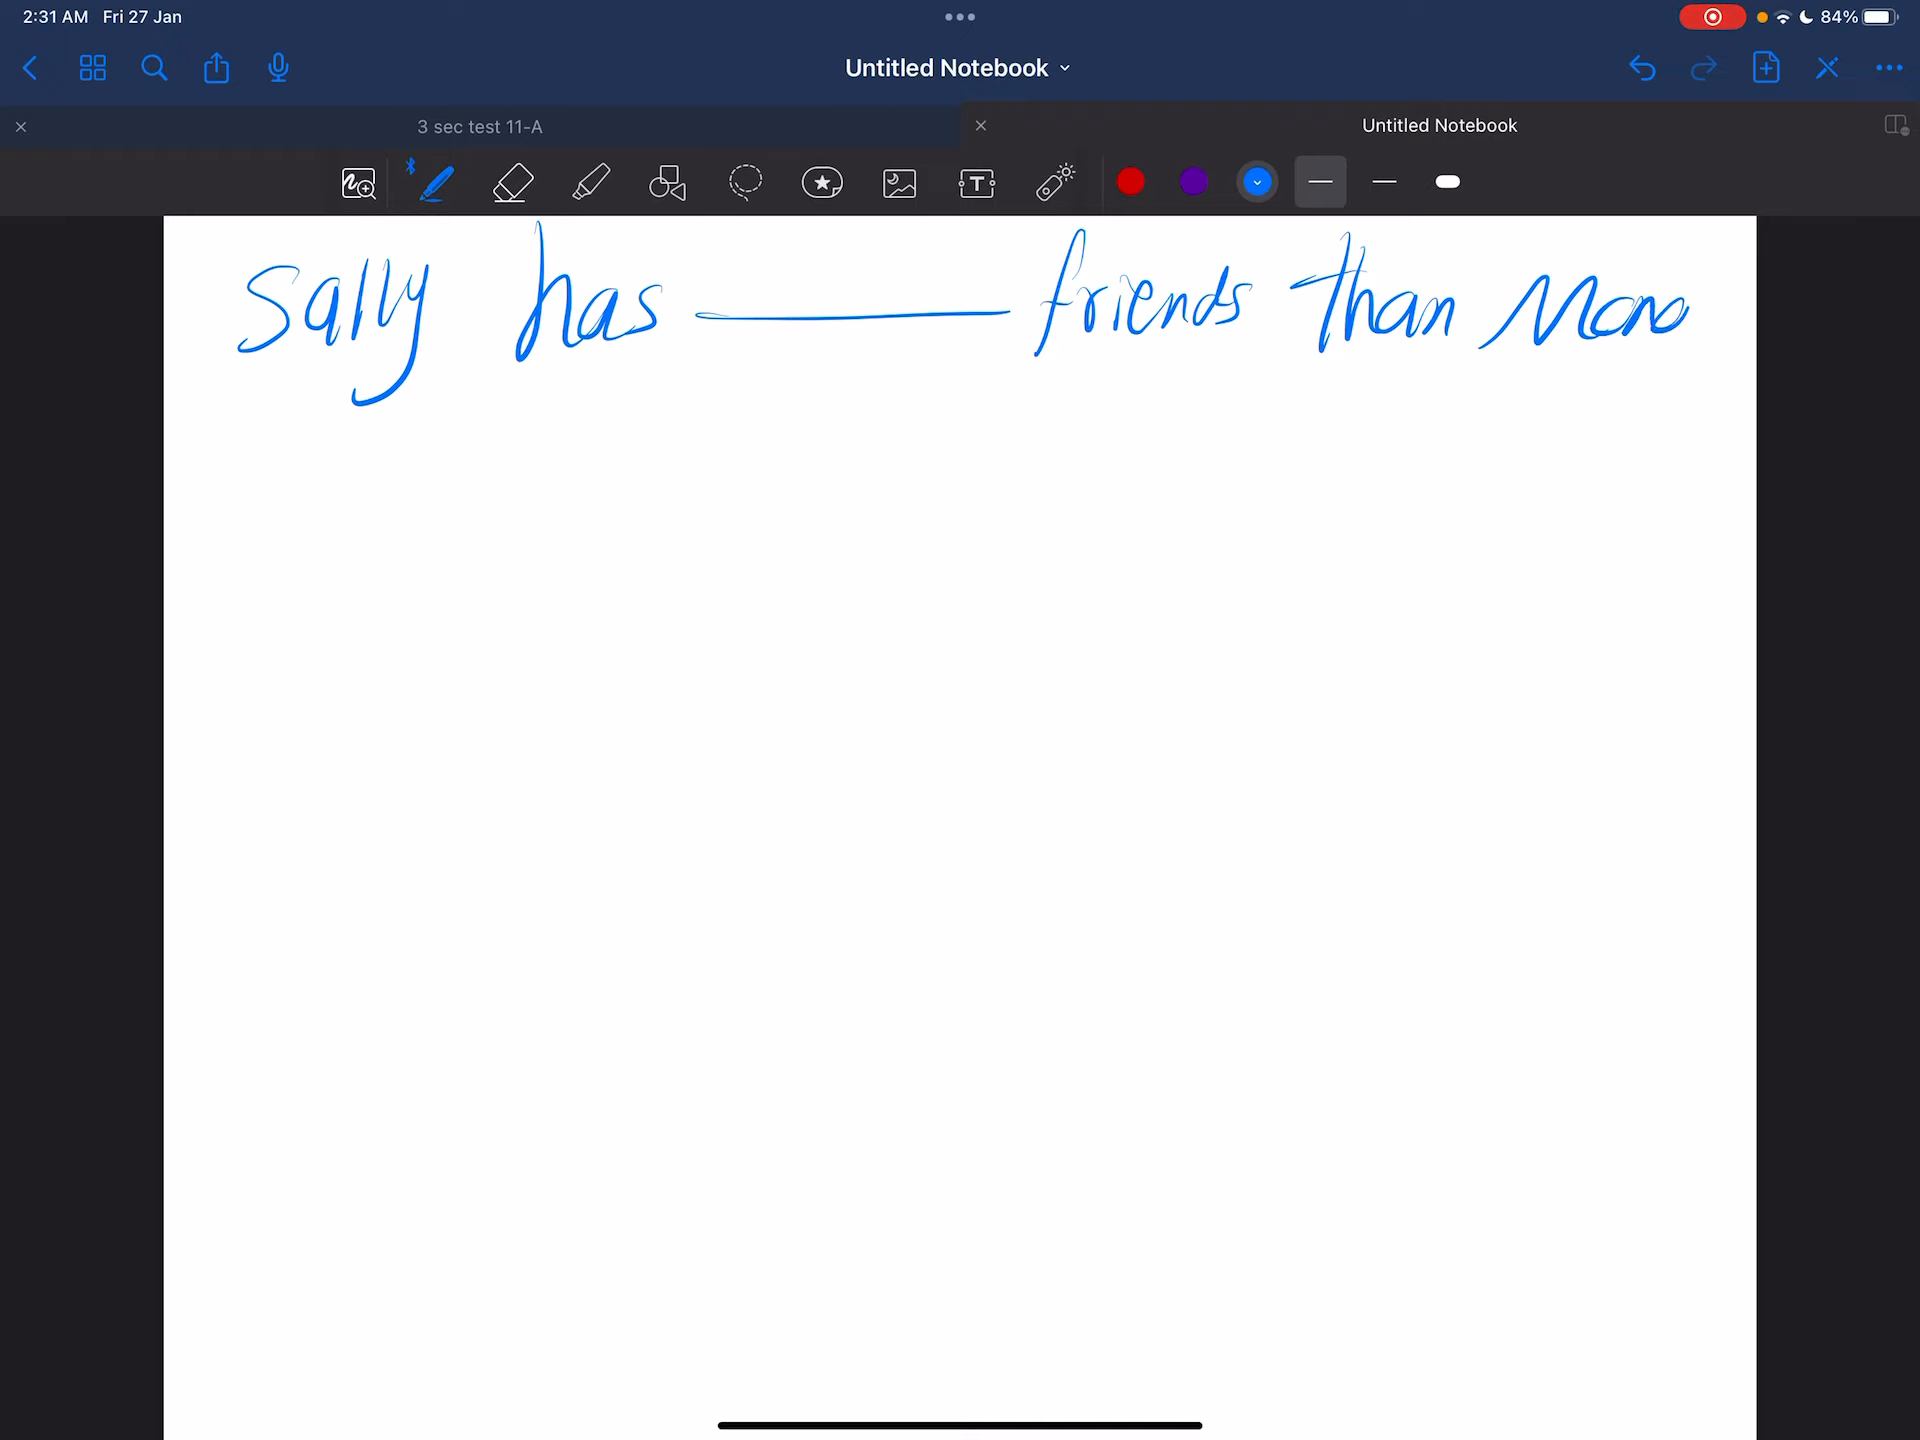 2:31 AM Fri 27 Jan 84%
Untitled Notebook
3 sec test 11-A
Untitled Notebook
T
Sally has ______ friends than Mona